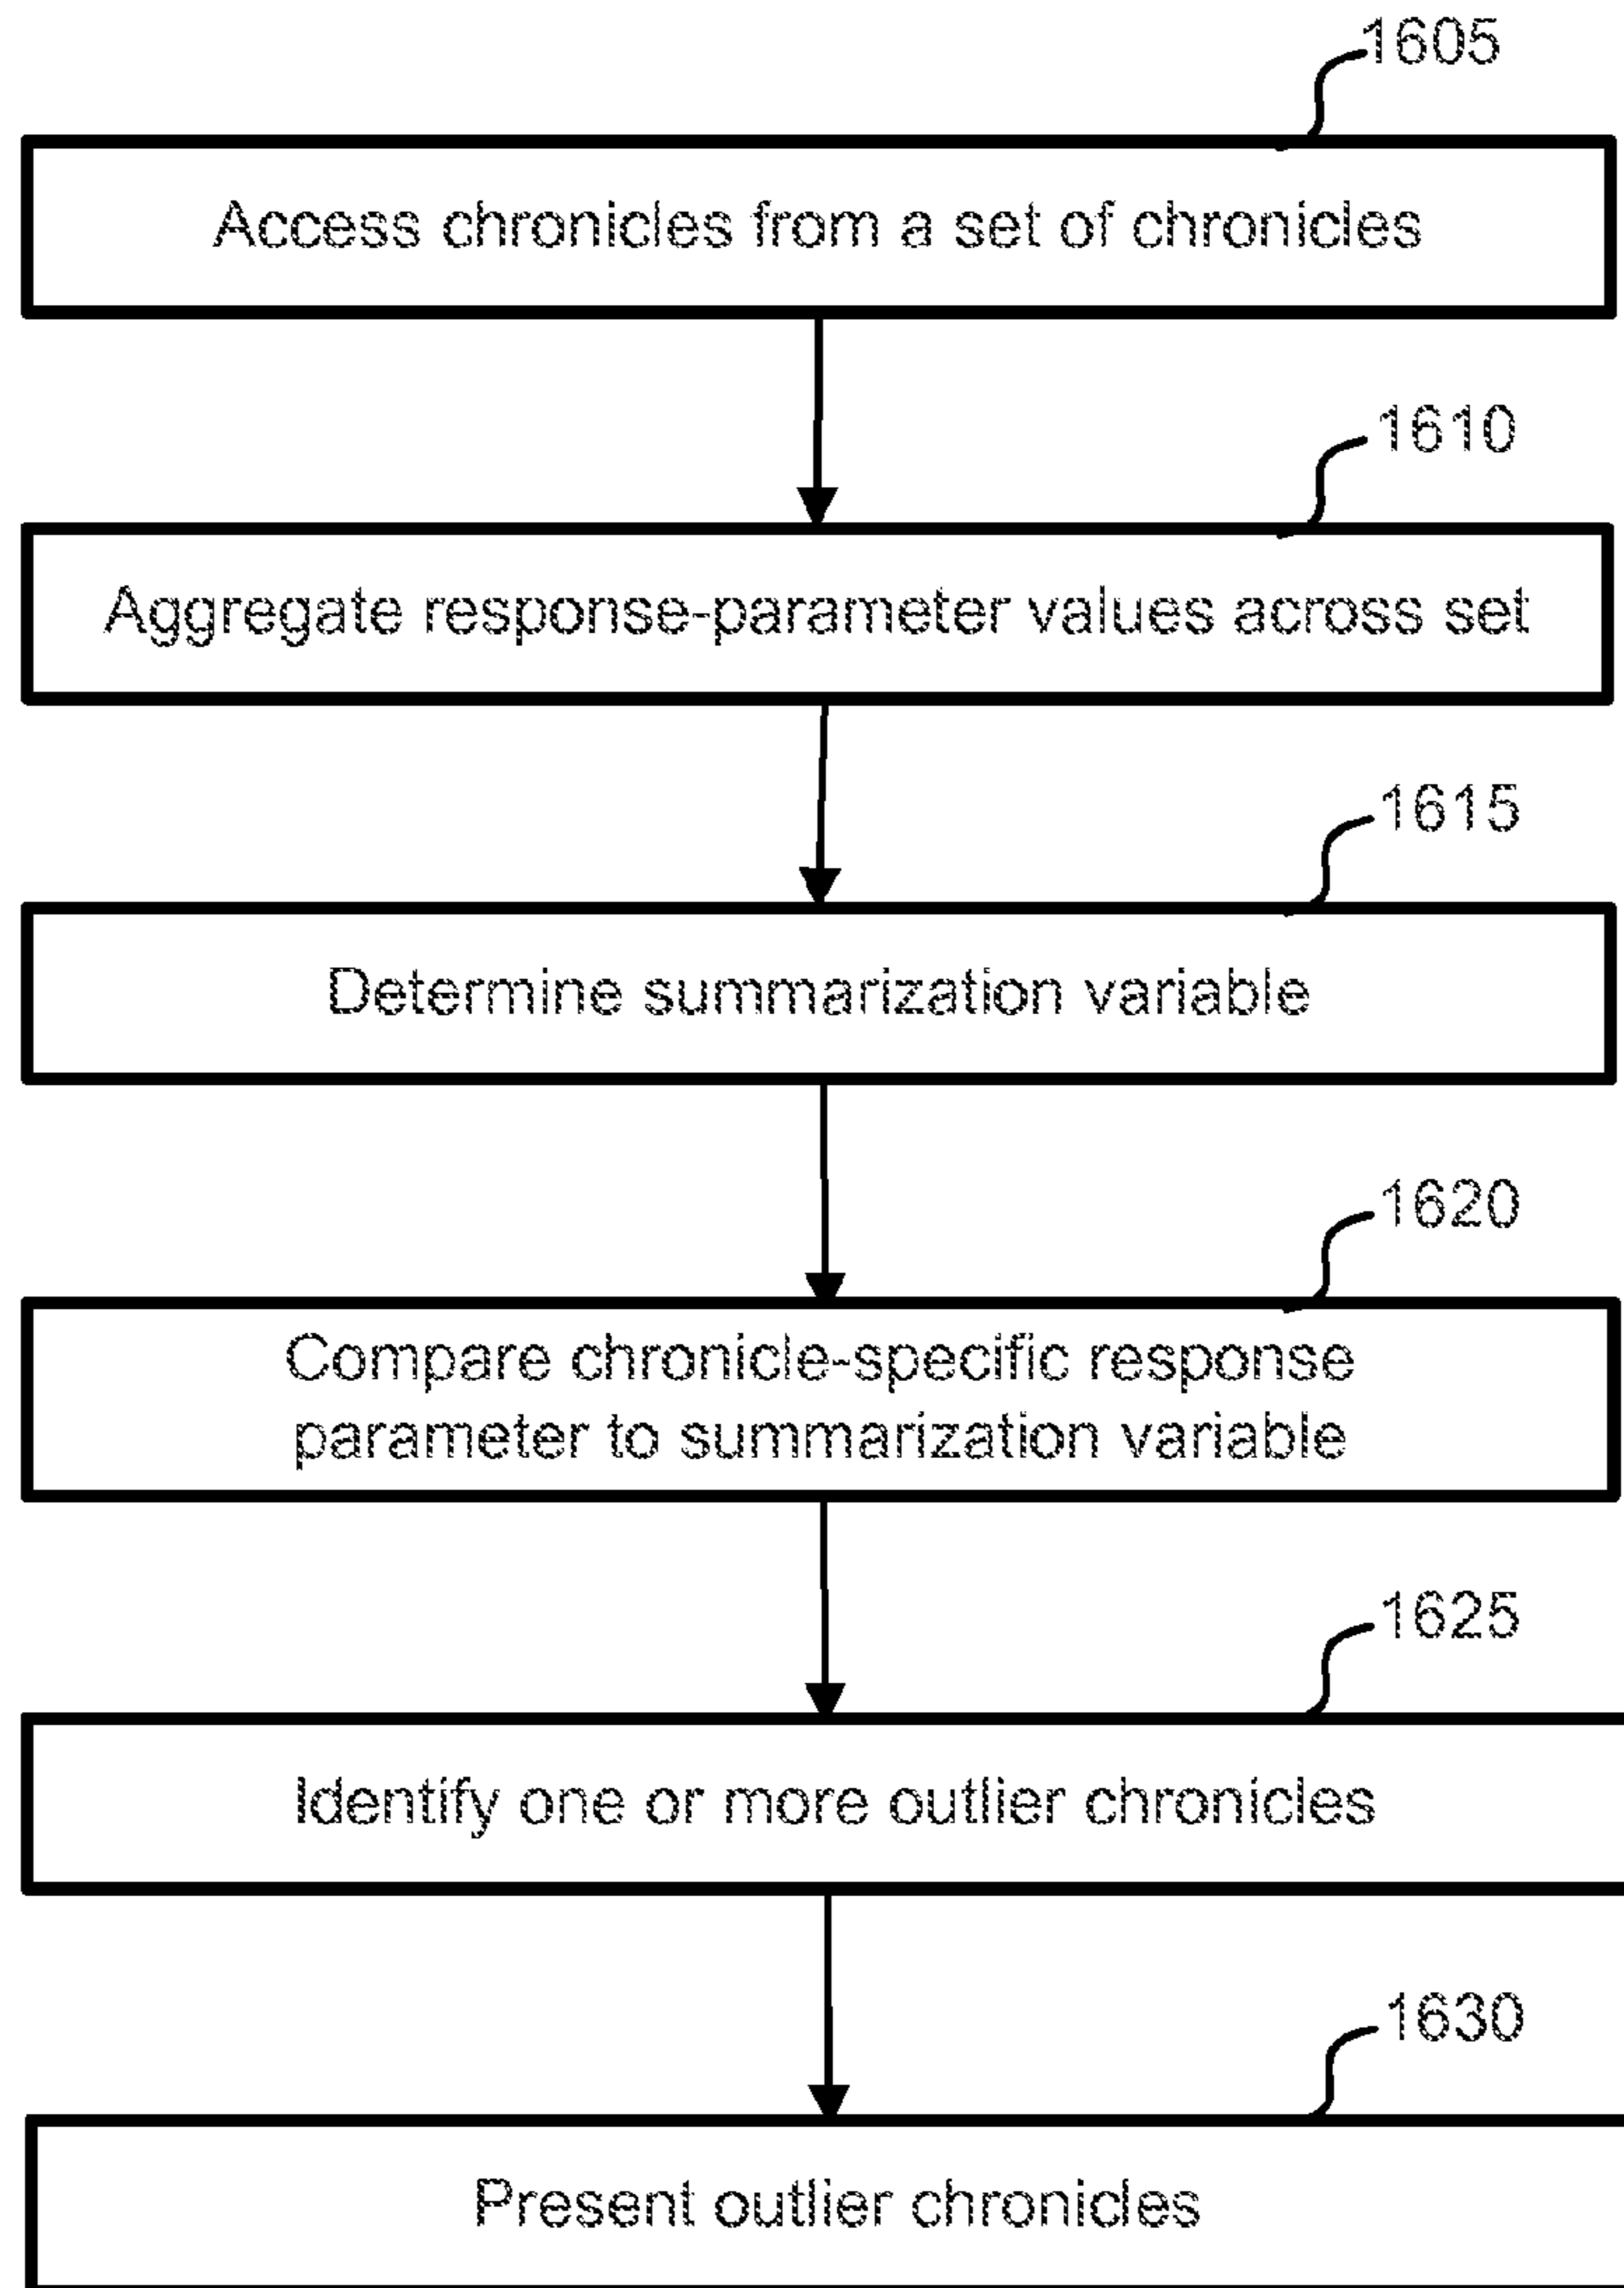 1605
Access chronicles from a set of chronicles
1610
Aggregate response-parameter values across set
1615
Determine summarization variable
1620
Compare chronicle-specific response
parameter to summarization variable
1625
Identify one or more outlier chronicles
1630
Present outlier chronicles